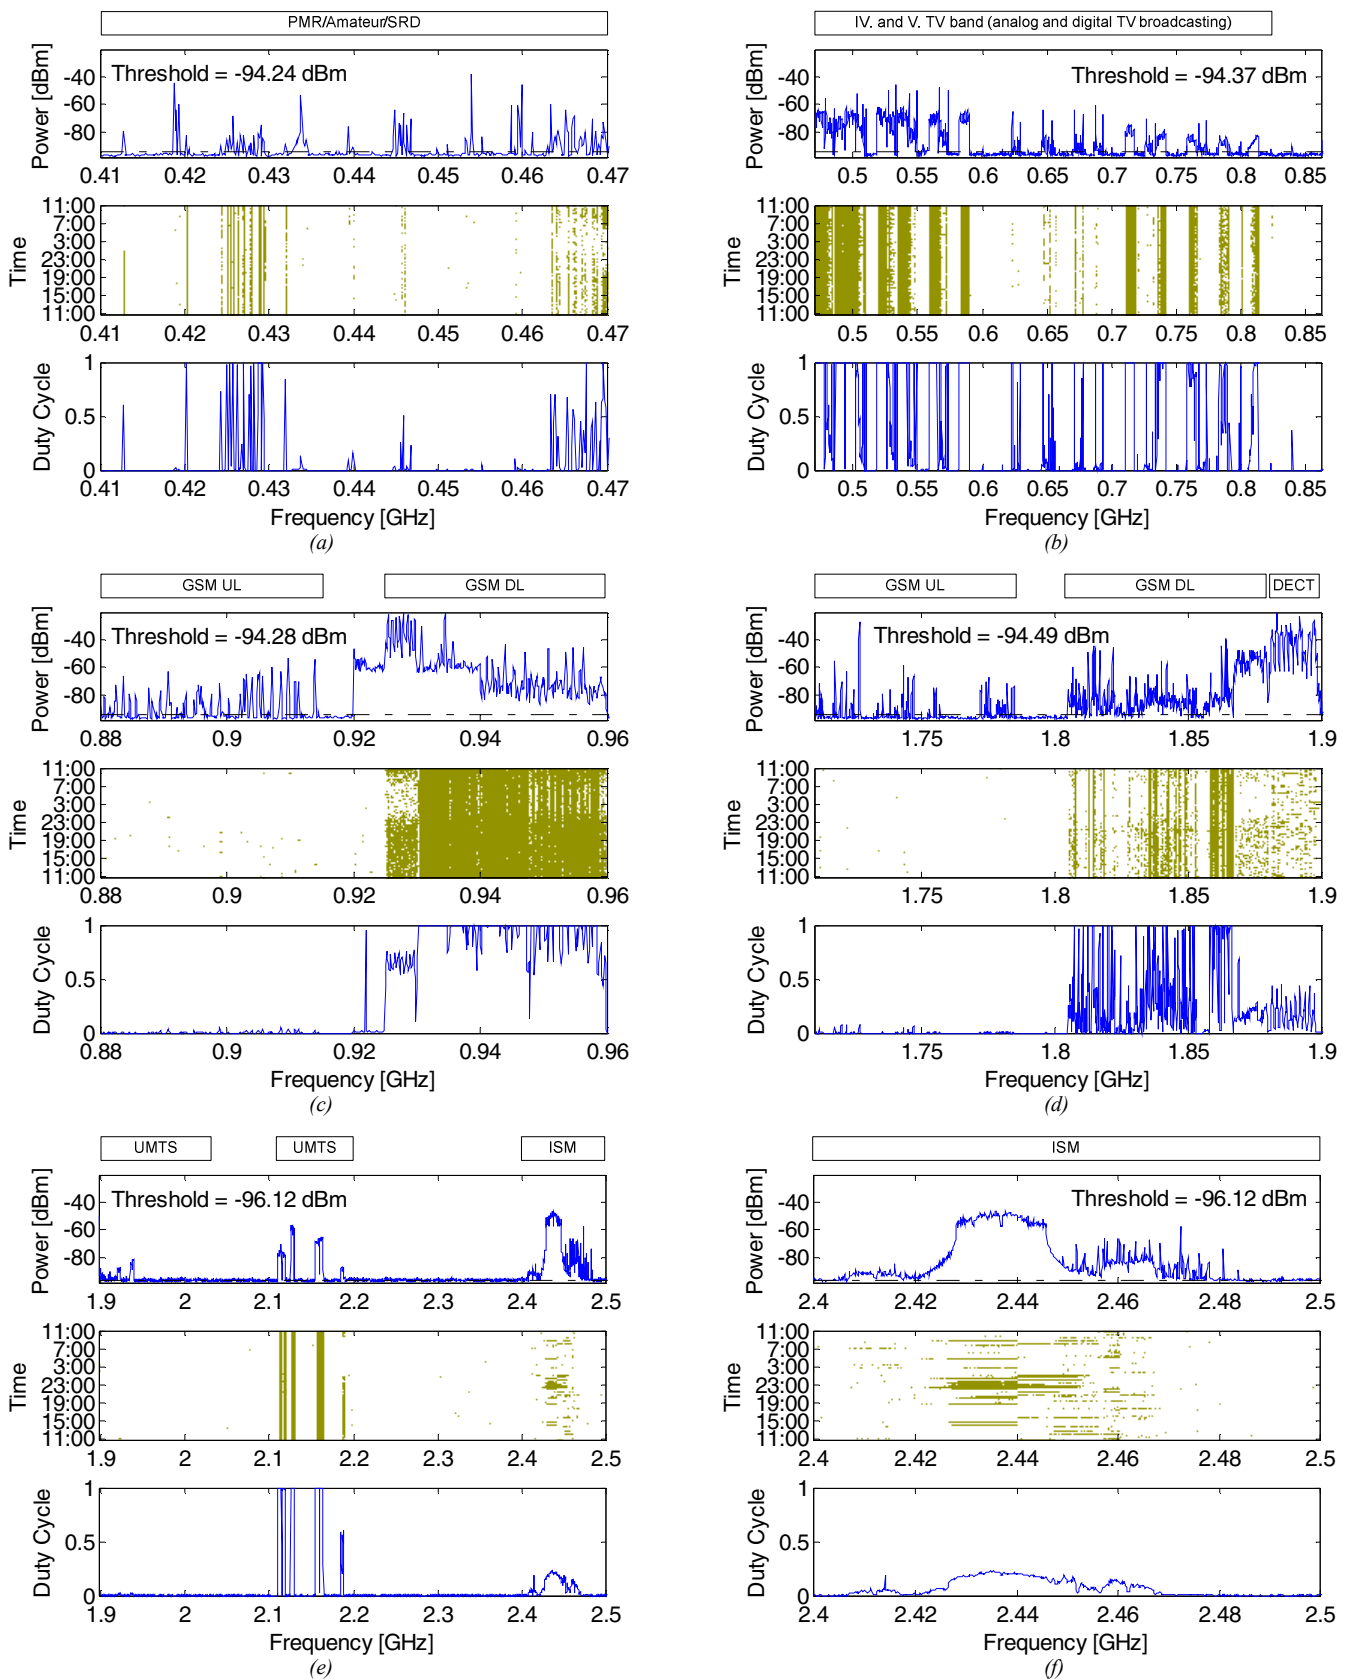 PMR/Amateur/SRD
Threshold = -94.24 dBm
Power [dBm]
-40
-60
-80
0.41 0.42 0.43 0.44 0.45 0.46 0.47
Time
11:00
7:00
3:00
23:00
19:00
15:00
11:00
0.41 0.42 0.43 0.44 0.45 0.46 0.47
Duty Cycle
1
0.5
0
0.41 0.42 0.43 0.44 0.45 0.46 0.47
Frequency [GHz]
(a)
IV. and V. TV band (analog and digital TV broadcasting)
Threshold = -94.37 dBm
Power [dBm]
-40
-60
-80
0.5 0.55 0.6 0.65 0.7 0.75 0.8 0.85
Time
11:00
7:00
3:00
23:00
19:00
15:00
11:00
0.5 0.55 0.6 0.65 0.7 0.75 0.8 0.85
Duty Cycle
1
0.5
0
0.5 0.55 0.6 0.65 0.7 0.75 0.8 0.85
Frequency [GHz]
(b)
GSM UL GSM DL
Threshold = -94.28 dBm
Power [dBm]
-40
-60
-80
0.88 0.9 0.92 0.94 0.96
Time
11:00
7:00
3:00
23:00
19:00
15:00
11:00
0.88 0.9 0.92 0.94 0.96
Duty Cycle
1
0.5
0
0.88 0.9 0.92 0.94 0.96
Frequency [GHz]
(c)
GSM UL GSM DL DECT
Threshold = -94.49 dBm
Power [dBm]
-40
-60
-80
1.75 1.8 1.85 1.9
Time
11:00
7:00
3:00
23:00
19:00
15:00
11:00
1.75 1.8 1.85 1.9
Duty Cycle
1
0.5
0
1.75 1.8 1.85 1.9
Frequency [GHz]
(d)
UMTS UMTS ISM
Threshold = -96.12 dBm
Power [dBm]
-40
-60
-80
1.9 2 2.1 2.2 2.3 2.4 2.5
Time
11:00
7:00
3:00
23:00
19:00
15:00
11:00
1.9 2 2.1 2.2 2.3 2.4 2.5
Duty Cycle
1
0.5
0
1.9 2 2.1 2.2 2.3 2.4 2.5
Frequency [GHz]
(e)
ISM
Threshold = -96.12 dBm
Power [dBm]
-40
-60
-80
2.4 2.42 2.44 2.46 2.48 2.5
Time
11:00
7:00
3:00
23:00
19:00
15:00
11:00
2.4 2.42 2.44 2.46 2.48 2.5
Duty Cycle
1
0.5
0
2.4 2.42 2.44 2.46 2.48 2.5
Frequency [GHz]
(f)